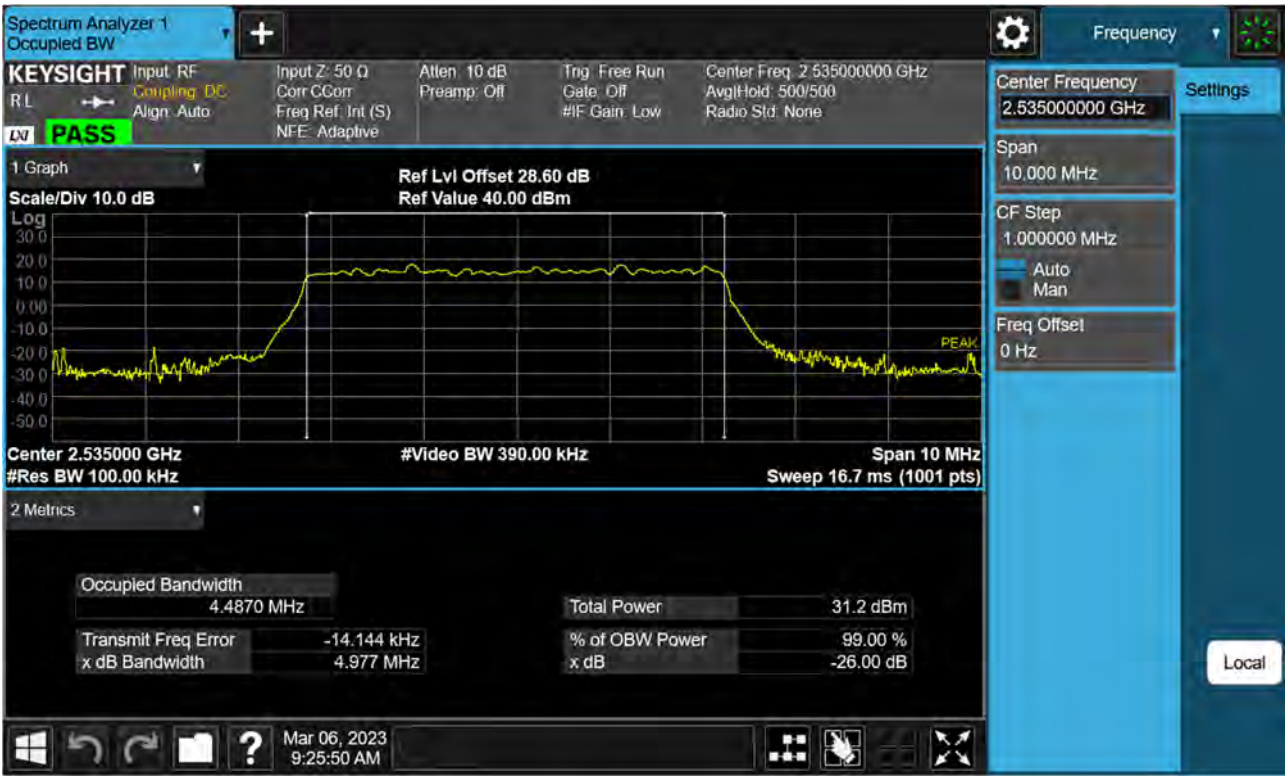 Spectrum Analyzer 1
Occupied BW
+
Frequency
KEYSIGHT
RL
LXI PASS
Input: RF
Coupling: DC
Align: Auto
Input Z: 50 Ω
Corr CCorr
Freq Ref: Int (S)
NFE: Adaptive
Atten: 10 dB
Preamp: Off
Trig: Free Run
Gate: Off
#IF Gain: Low
Center Freq: 2.535000000 GHz
Avg|Hold: 500/500
Radio Std: None
Center Frequency
2.535000000 GHz
Settings
Span
10.000 MHz
CF Step
1.000000 MHz
Auto
Man
Freq Offset
0 Hz
Local
1 Graph
Scale/Div 10.0 dB
Ref Lvl Offset 28.60 dB
Ref Value 40.00 dBm
Log
30.0
20.0
10.0
0.00
-10.0
-20.0
-30.0
-40.0
-50.0
PEAK
Center 2.535000 GHz
#Res BW 100.00 kHz
#Video BW 390.00 kHz
Span 10 MHz
Sweep 16.7 ms (1001 pts)
2 Metrics
Occupied Bandwidth
4.4870 MHz
Transmit Freq Error -14.144 kHz
x dB Bandwidth 4.977 MHz
Total Power 31.2 dBm
% of OBW Power 99.00 %
x dB -26.00 dB
?
Mar 06, 2023
9:25:50 AM